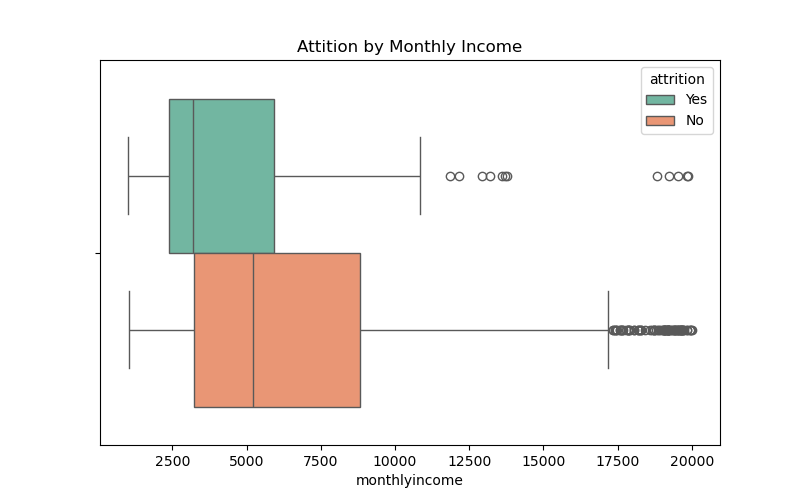 Attition by Monthly Income
attrition
Yes
No
2500 5000 7500 10000 12500 15000 17500 20000
monthlyincome